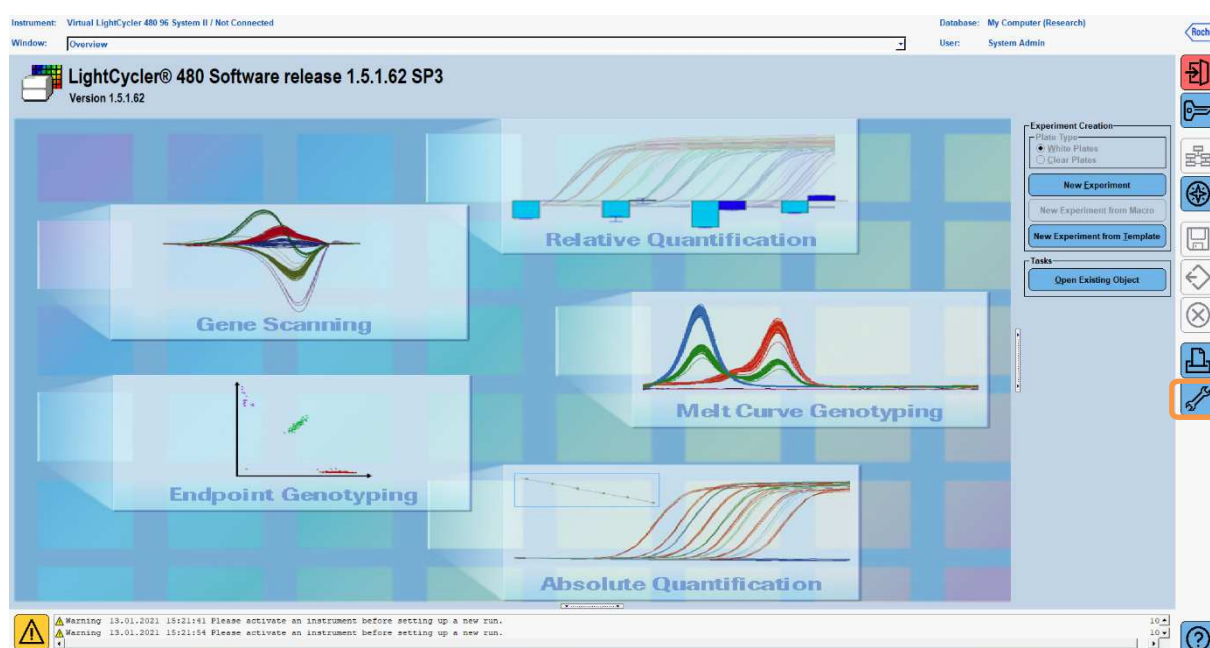 Instrument: Virtual LightCycler 480 96 System II / Not Connected
Database: My Computer (Research)
Window: Overview
User: System Admin
Roch
LightCycler® 480 Software release 1.5.1.62 SP3
Version 1.5.1.62
Experiment Creation
Plate Type
White Plates
Clear Plates
New Experiment
New Experiment from Macro
New Experiment from Template
Tasks
Open Existing Object
Relative Quantification
Gene Scanning
Melt Curve Genotyping
Endpoint Genotyping
Absolute Quantification
Warning 13.01.2021 15:21:41 Please activate an instrument before setting up a new run.
10
Warning 13.01.2021 15:21:54 Please activate an instrument before setting up a new run.
10